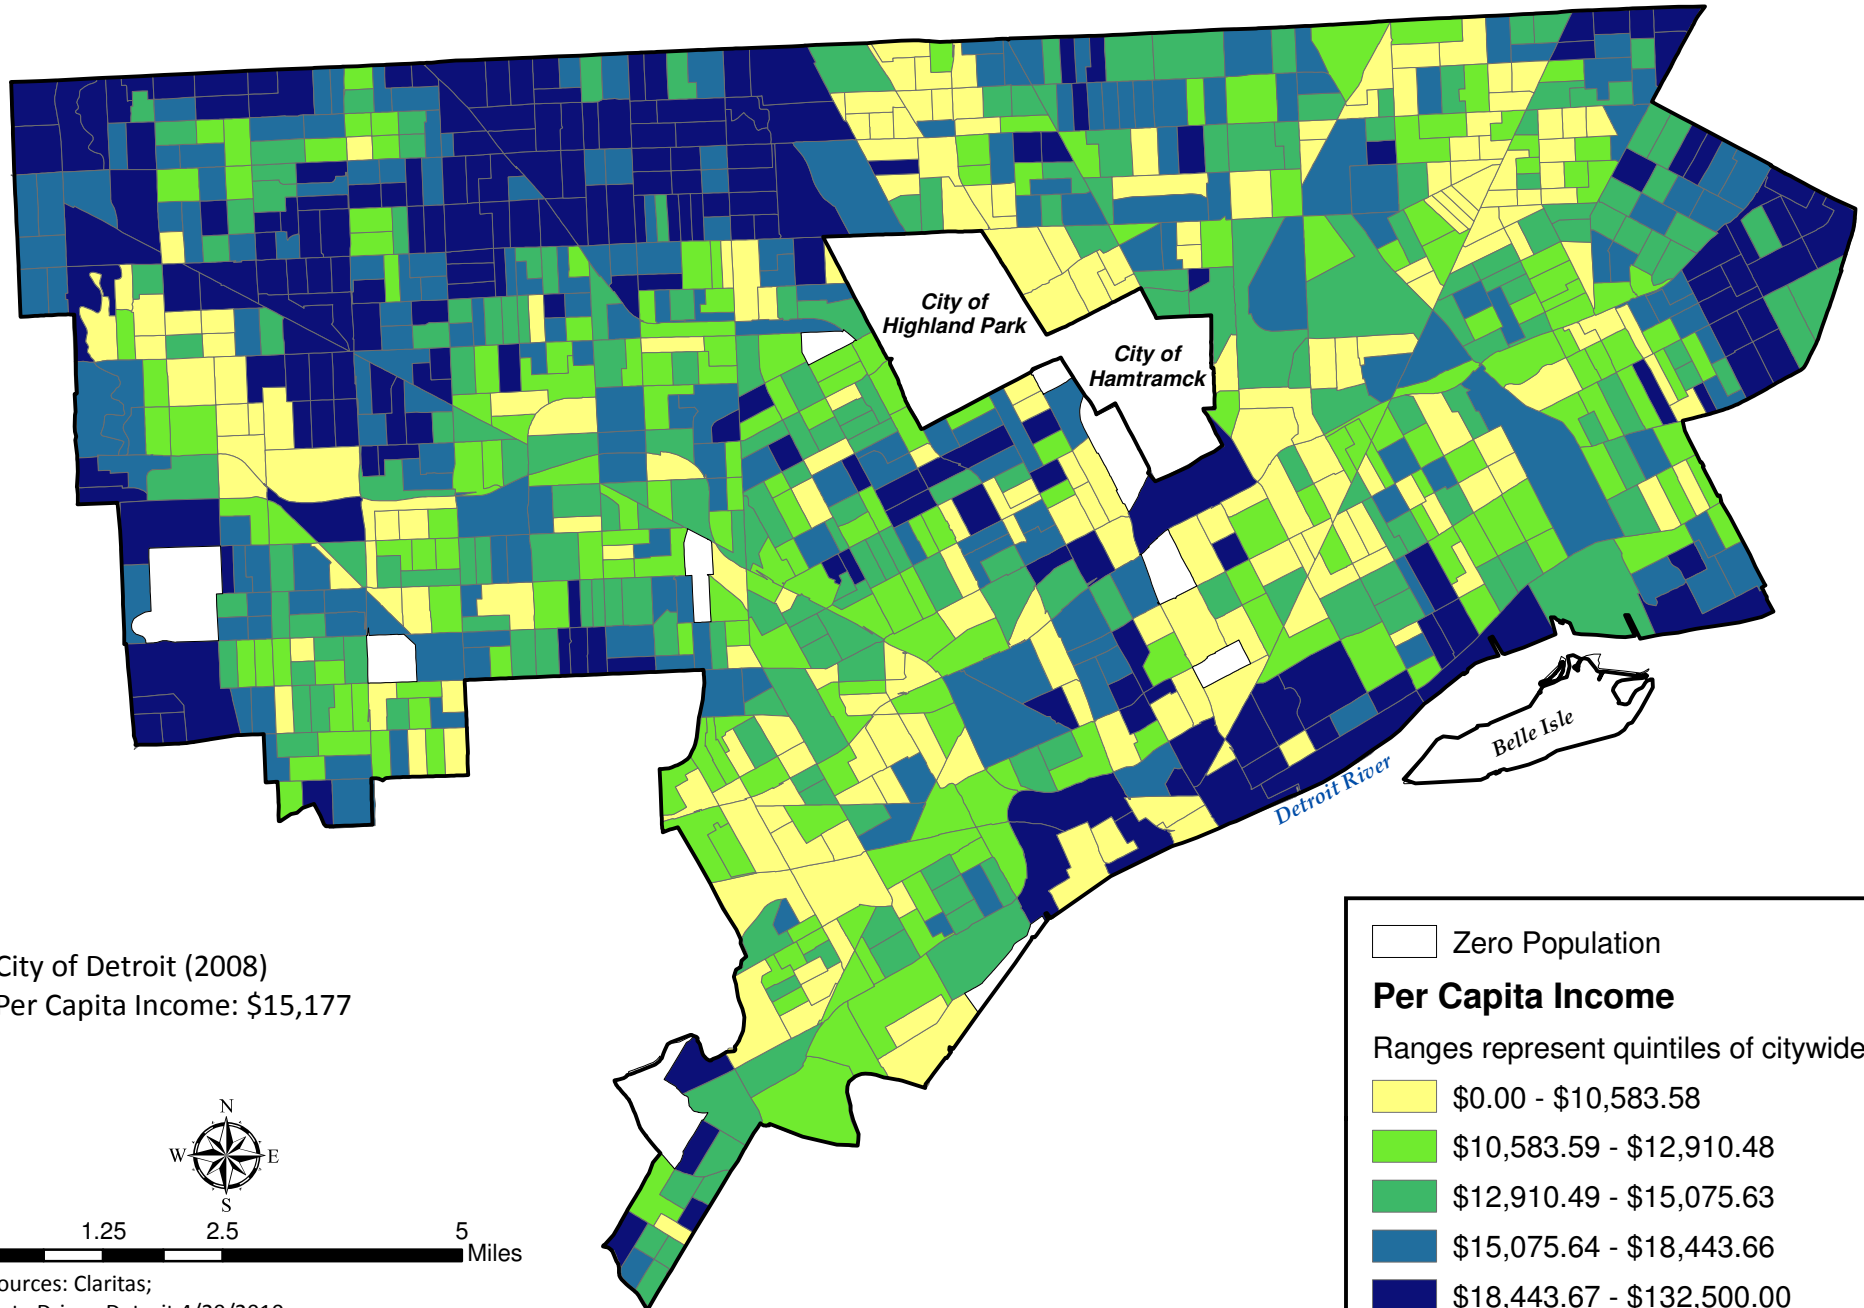 City of
Highland Park
City of
Hamtramck
Belle Isle
Detroit River
City of Detroit (2008)
Per Capita Income: $15,177
N
W
E
S
1.25
2.5
5
Miles
ources: Claritas;
Zero Population
Per Capita Income
Ranges represent quintiles of citywide
$0.00 - $10,583.58
$10,583.59 - $12,910.48
$12,910.49 - $15,075.63
$15,075.64 - $18,443.66
$18,443.67 - $132,500.00